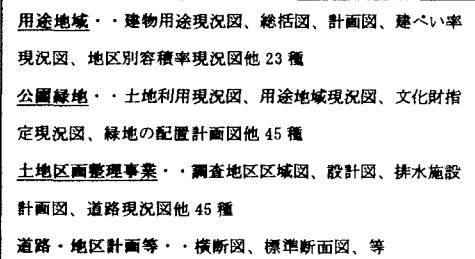 用途地域・・建物用途現況図、総括図、計画図、建ぺい率
現況図、地区別容積率現況図他 23 種
公園緑地・・土地利用現況図、用途地域現況図、文化財指
定現況図、緑地の配置計画図他 45 種
土地区画整理事業・・調査地区区域図、設計図、排水施設
計画図、道路現況図他 45 種
道路・地区計画等・・横断図、標準断面図、等